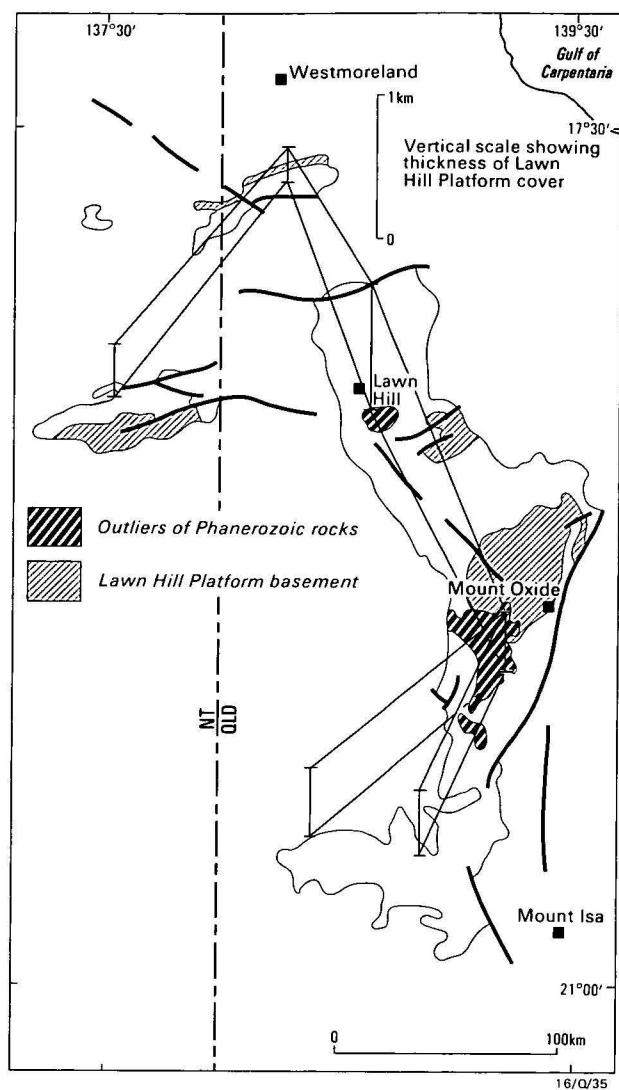 137°30'
139°30'
Gulf of
Carpentaria
Westmoreland
1km
17°30'
Vertical scale showing
thickness of Lawn
Hill Platform cover
0
Lawn
Hill
Outliers of Phanerozoic rocks
Lawn Hill Platform basement
Mount Oxide
NT
QLD
Mount Isa
21°00'
0
100km
16/Q/35